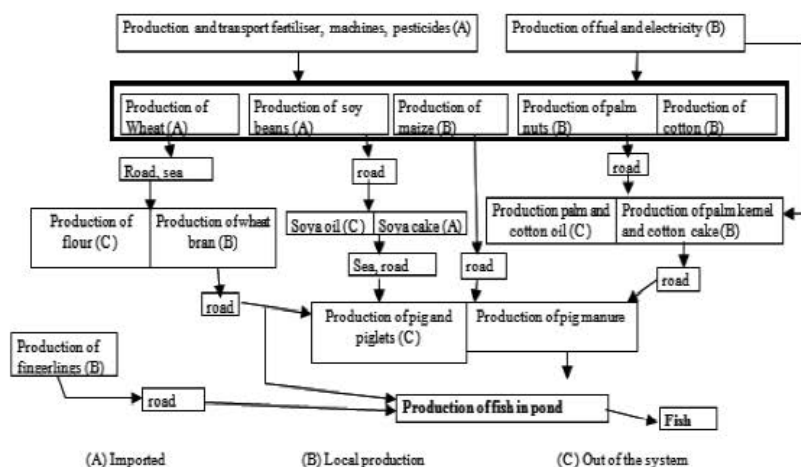 Production and transport fertiliser, machines, pesticides (A)
Production of fuel and electricity (B)
Production of
Wheat (A)
Production of soy
beans (A)
Production of
maize (B)
Production of palm
nuts (B)
Production of
cotton (B)
Road, sea
road
road
Production of
flour (C)
Production of wheat
bran (B)
Soya oil (C)
Soya cake (A)
Production palm and
cotton oil (C)
Production of palm kernel
and cotton cake (B)
Sea, road
road
road
road
Production of pig and
piglets (C)
Production of pig manure
Production of
fingerlings (B)
road
Production of fish in pond
Fish
(A) Imported
(B) Local production
(C) Out of the system